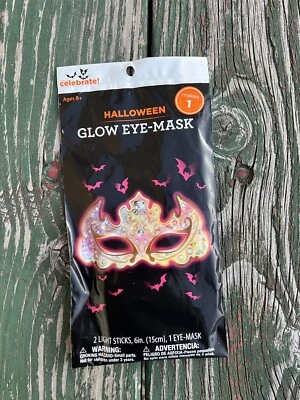 celebrate!
Ages 8+
makes
1
HALLOWEEN
GLOW EYE-MASK
2 LIGHT STICKS, 6in. (15cm), 1 EYE-MASK
WARNING:
CHOKING HAZARD-Small parts.
Not for children under 3 years.
ADVERTENCIA:
PELIGRO DE ASFIXIA-Piezas pequeñas.